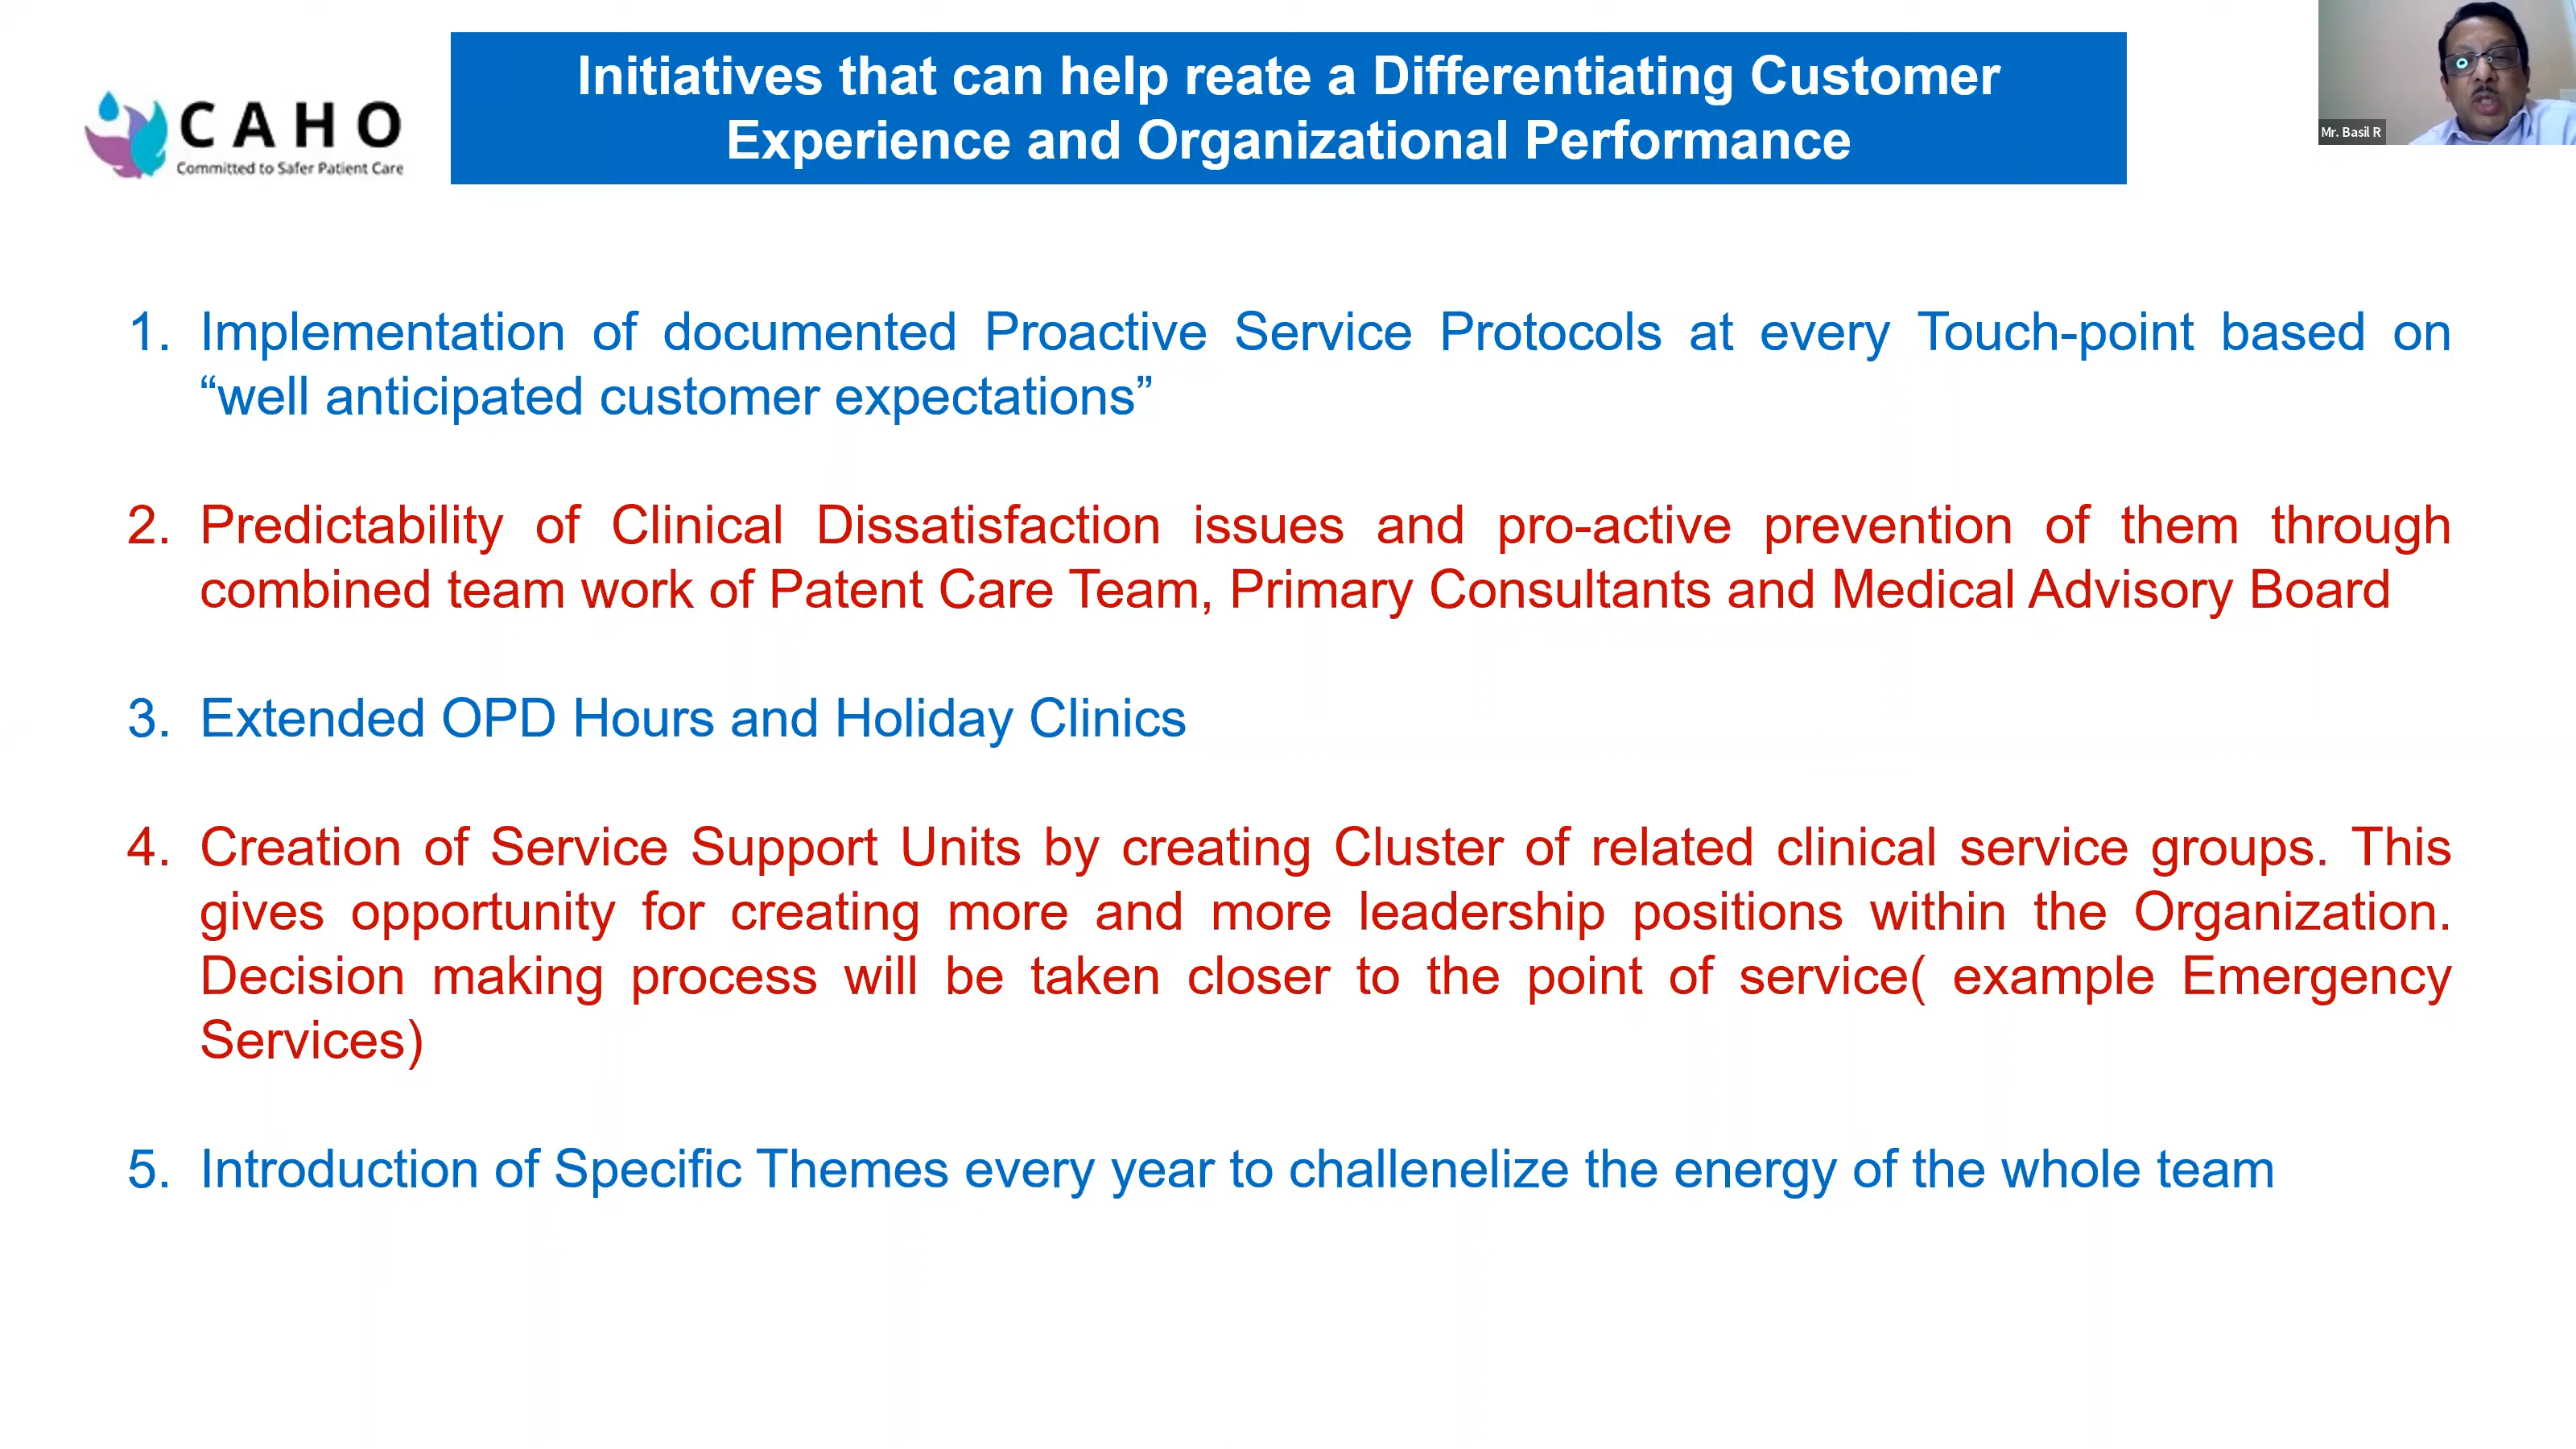 CAHO
Committed to Safer Patient Care
Initiatives that can help reate a Differentiating Customer
Experience and Organizational Performance
Mr. Basil R
1. Implementation of documented Proactive Service Protocols at every Touch-point based on
“well anticipated customer expectations”
2. Predictability of Clinical Dissatisfaction issues and pro-active prevention of them through
combined team work of Patent Care Team, Primary Consultants and Medical Advisory Board
3. Extended OPD Hours and Holiday Clinics
4. Creation of Service Support Units by creating Cluster of related clinical service groups. This
gives opportunity for creating more and more leadership positions within the Organization.
Decision making process will be taken closer to the point of service( example Emergency
Services)
5. Introduction of Specific Themes every year to challenelize the energy of the whole team